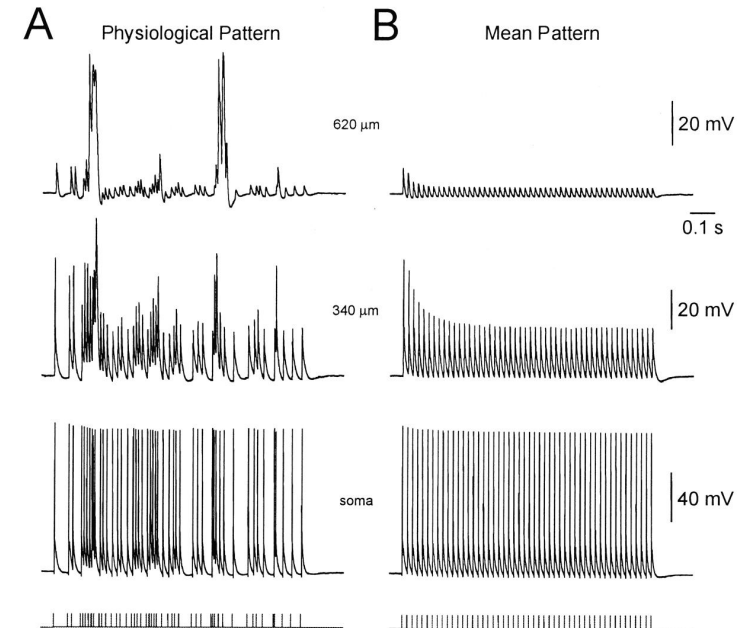 A Physiological Pattern B Mean Pattern
620 µm
20 mV
0.1 s
340 µm
20 mV
soma
40 mV